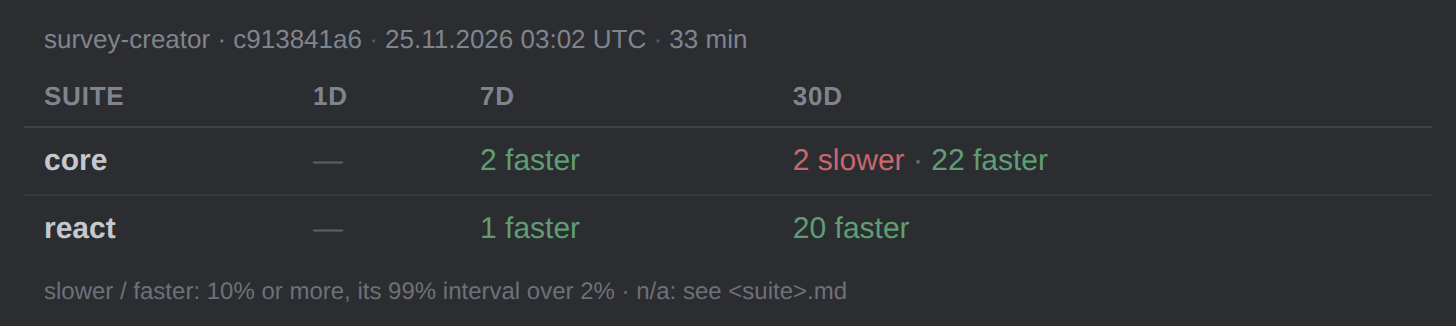 survey-creator · c913841a6 · 25.11.2026 03:02 UTC · 33 min
SUITE 1D 7D 30D
core — 2 faster 2 slower · 22 faster
react — 1 faster 20 faster
slower / faster: 10% or more, its 99% interval over 2% · n/a: see <suite>.md